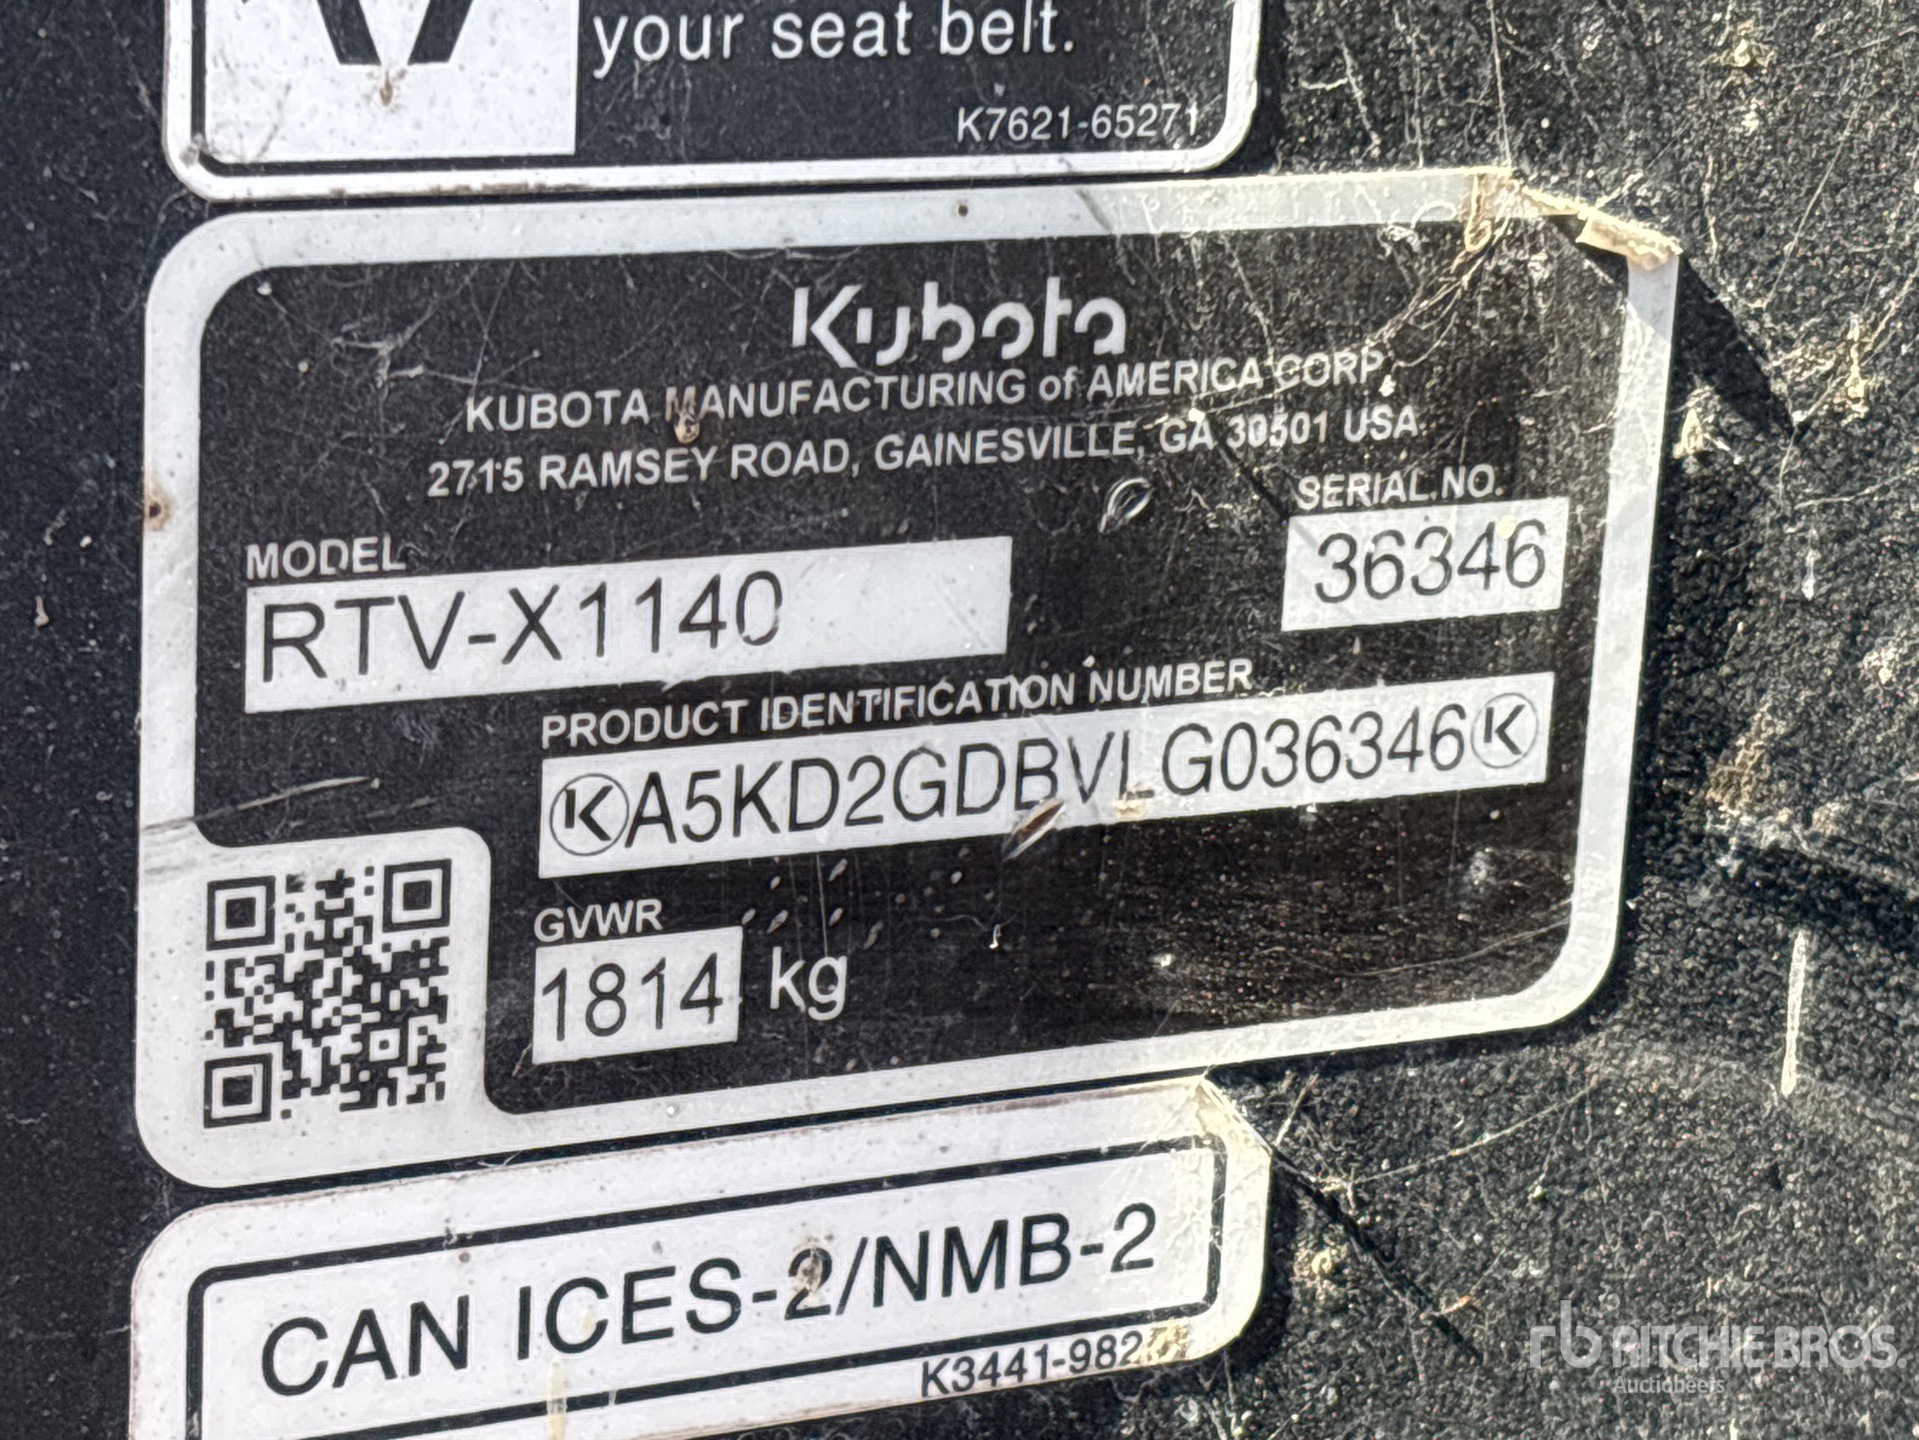 your seat belt.
K7621-65271
Kubota
KUBOTA MANUFACTURING of AMERICA CORP.
2715 RAMSEY ROAD, GAINESVILLE, GA 30501 USA.
SERIAL NO.
36346
MODEL
RTV-X1140
PRODUCT IDENTIFICATION NUMBER
K A5KD2GDBVLG036346 K
GVWR
1814 kg
CAN ICES-2/NMB-2
rb RITCHIE BROS.
Auctioneers